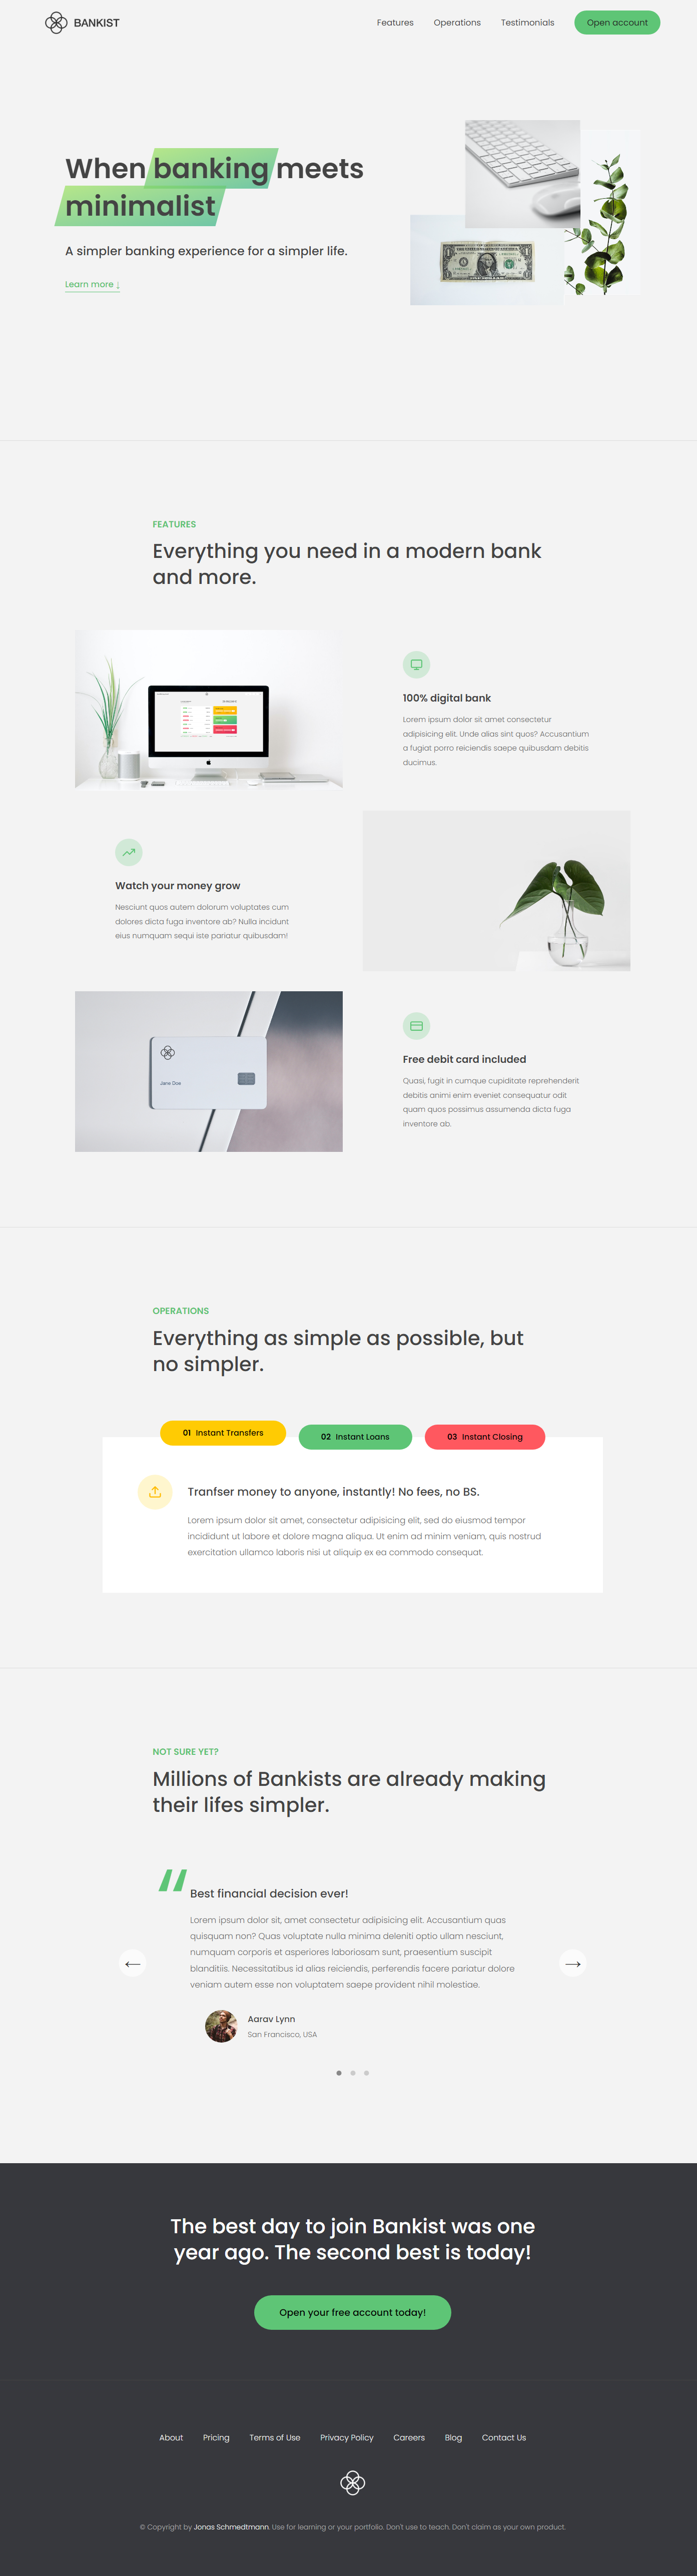 BANKIST
Features
Operations
Testimonials
Open account
When banking meets
minimalist
A simpler banking experience for a simpler life.
Learn more ↓
FEATURES
Everything you need in a modern bank
and more.
100% digital bank
Lorem ipsum dolor sit amet consectetur
adipisicing elit. Unde alias sint quos? Accusantium
a fugiat porro reiciendis saepe quibusdam debitis
ducimus.
Watch your money grow
Nesciunt quos autem dolorum voluptates cum
dolores dicta fuga inventore ab? Nulla incidunt
eius numquam sequi iste pariatur quibusdam!
Jane Doe
Free debit card included
Quasi, fugit in cumque cupiditate reprehenderit
debitis animi enim eveniet consequatur odit
quam quos possimus assumenda dicta fuga
inventore ab.
OPERATIONS
Everything as simple as possible, but
no simpler.
01 Instant Transfers
02 Instant Loans
03 Instant Closing
Tranfser money to anyone, instantly! No fees, no BS.
Lorem ipsum dolor sit amet, consectetur adipisicing elit, sed do eiusmod tempor
incididunt ut labore et dolore magna aliqua. Ut enim ad minim veniam, quis nostrud
exercitation ullamco laboris nisi ut aliquip ex ea commodo consequat.
NOT SURE YET?
Millions of Bankists are already making
their lifes simpler.
“
Best financial decision ever!
Lorem ipsum dolor sit, amet consectetur adipisicing elit. Accusantium quas
quisquam non? Quas voluptate nulla minima deleniti optio ullam nesciunt,
numquam corporis et asperiores laboriosam sunt, praesentium suscipit
blanditiis. Necessitatibus id alias reiciendis, perferendis facere pariatur dolore
veniam autem esse non voluptatem saepe provident nihil molestiae.
←
→
Aarav Lynn
San Francisco, USA
The best day to join Bankist was one
year ago. The second best is today!
Open your free account today!
About
Pricing
Terms of Use
Privacy Policy
Careers
Blog
Contact Us
© Copyright by Jonas Schmedtmann. Use for learning or your portfolio. Don't use to teach. Don't claim as your own product.